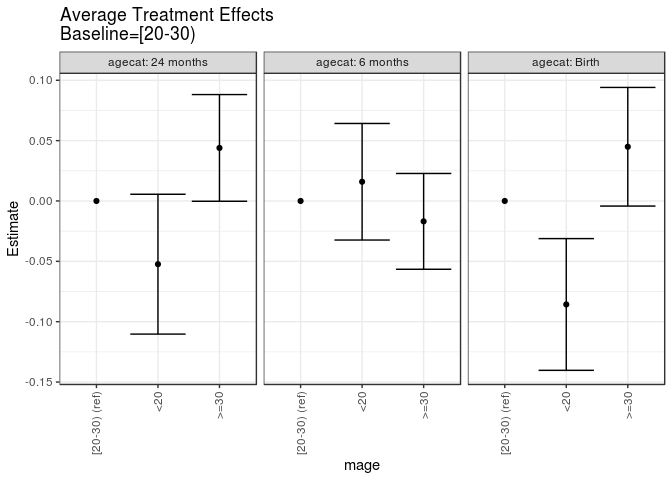 Average Treatment Effects
Baseline=[20-30)
agecat: 24 months
agecat: 6 months
agecat: Birth
0.10
0.05
0.00
-0.05
-0.10
-0.15
Estimate
[20-30) (ref)
<20
>=30
[20-30) (ref)
<20
>=30
[20-30) (ref)
<20
>=30
mage